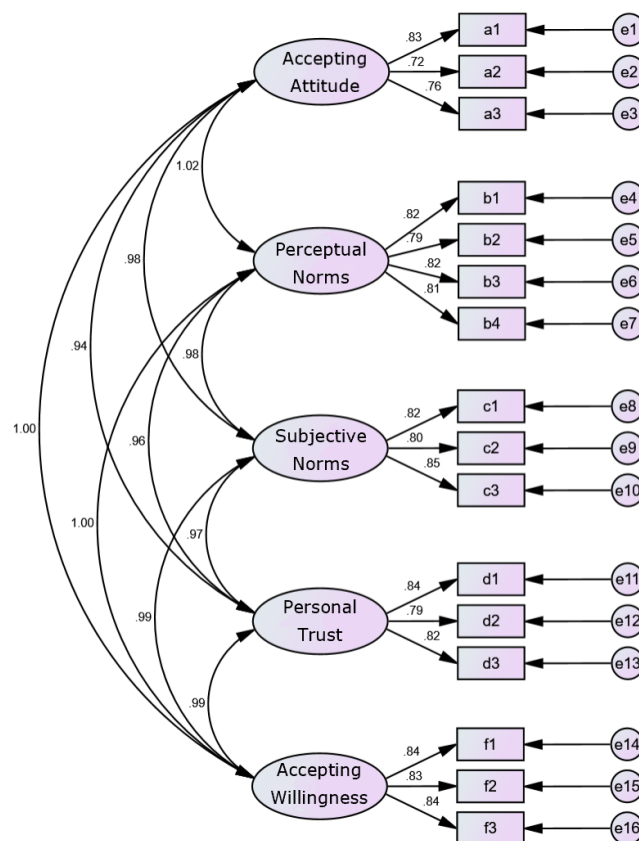 .83
a1
e1
Accepting
Attitude
.72
a2
e2
.76
a3
e3
1.02
.82
b1
e4
Perceptual
Norms
.79
b2
e5
.82
b3
e6
.81
b4
e7
.98
.94
.98
1.00
.96
.82
c1
e8
Subjective
Norms
.80
c2
e9
.85
c3
e10
1.00
.97
.99
.84
d1
e11
Personal
Trust
.79
d2
e12
.82
d3
e13
.99
.84
f1
e14
Accepting
Willingness
.83
f2
e15
.84
f3
e16